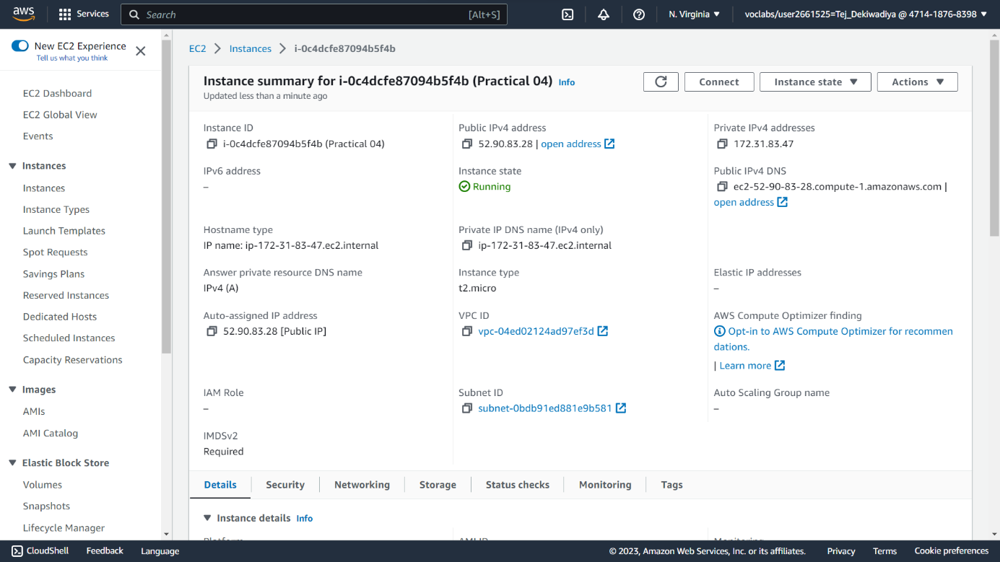 aws
Services
Search
[Alt+S]
N. Virginia
voclabs/user2661525=Tej_Dekiwadiya @ 4714-1876-8398
New EC2 Experience
Tell us what you think
EC2 Dashboard
EC2 Global View
Events
Instances
Instances
Instance Types
Launch Templates
Spot Requests
Savings Plans
Reserved Instances
Dedicated Hosts
Scheduled Instances
Capacity Reservations
Images
AMIs
AMI Catalog
Elastic Block Store
Volumes
Snapshots
Lifecycle Manager
EC2 > Instances > i-0c4dcfe87094b5f4b
Instance summary for i-0c4dcfe87094b5f4b (Practical 04) Info
Updated less than a minute ago
Connect
Instance state
Actions
Instance ID
i-0c4dcfe87094b5f4b (Practical 04)
Public IPv4 address
52.90.83.28 | open address
Private IPv4 addresses
172.31.83.47
IPv6 address
–
Instance state
Running
Public IPv4 DNS
ec2-52-90-83-28.compute-1.amazonaws.com |
open address
Hostname type
IP name: ip-172-31-83-47.ec2.internal
Private IP DNS name (IPv4 only)
ip-172-31-83-47.ec2.internal
Answer private resource DNS name
IPv4 (A)
Instance type
t2.micro
Elastic IP addresses
–
Auto-assigned IP address
52.90.83.28 [Public IP]
VPC ID
vpc-04ed02124ad97ef3d
AWS Compute Optimizer finding
Opt-in to AWS Compute Optimizer for recommen
dations.
| Learn more
IAM Role
–
Subnet ID
subnet-0bdb91ed881e9b581
Auto Scaling Group name
–
IMDSv2
Required
Details
Security
Networking
Storage
Status checks
Monitoring
Tags
Instance details Info
Platform
AMI ID
Monitoring
CloudShell
Feedback
Language
© 2023, Amazon Web Services, Inc. or its affiliates.
Privacy
Terms
Cookie preferences